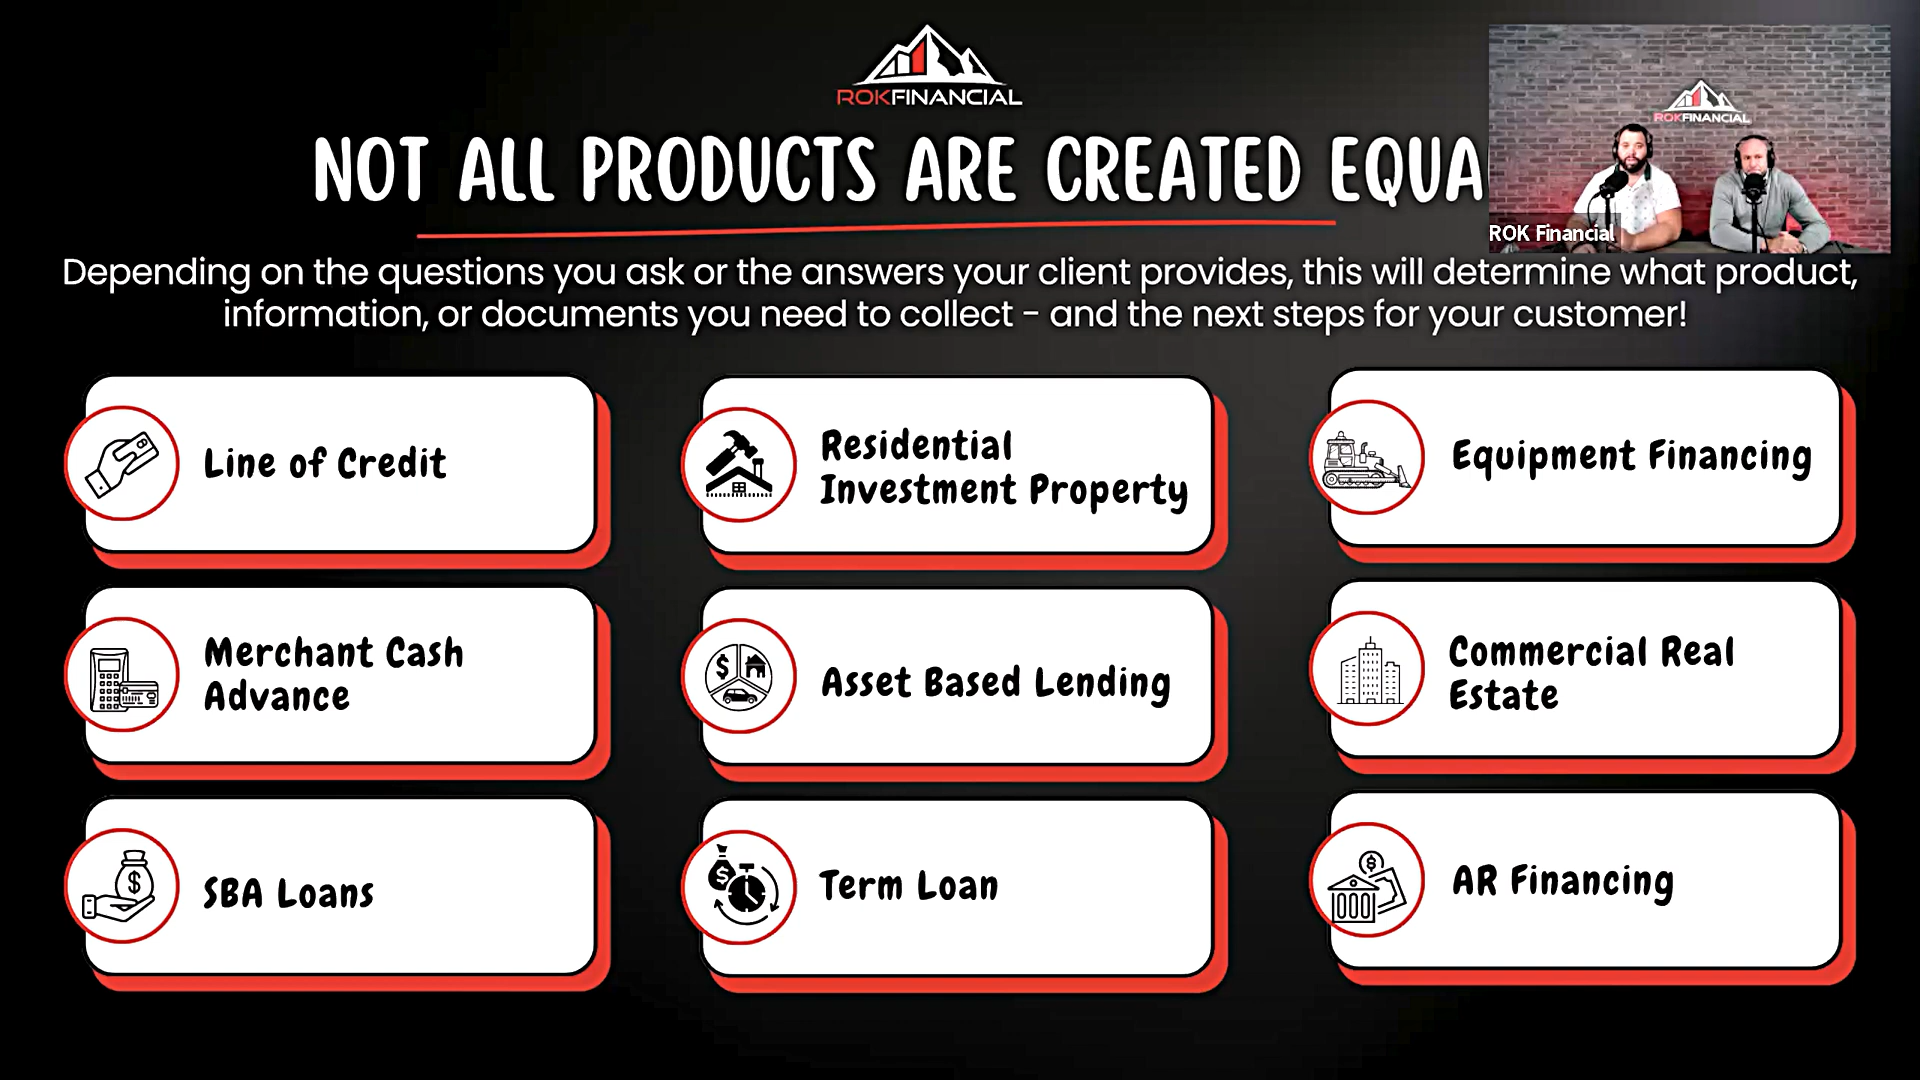 ROKFINANCIAL
ROKFINANCIAL
NOT ALL PRODUCTS ARE CREATED EQUA
ROK Financial
Depending on the questions you ask or the answers your client provides, this will determine what product,
information, or documents you need to collect - and the next steps for your customer!
Line of Credit
Residential
Investment Property
Equipment Financing
Merchant Cash
Advance
Asset Based Lending
Commercial Real
Estate
SBA Loans
Term Loan
AR Financing